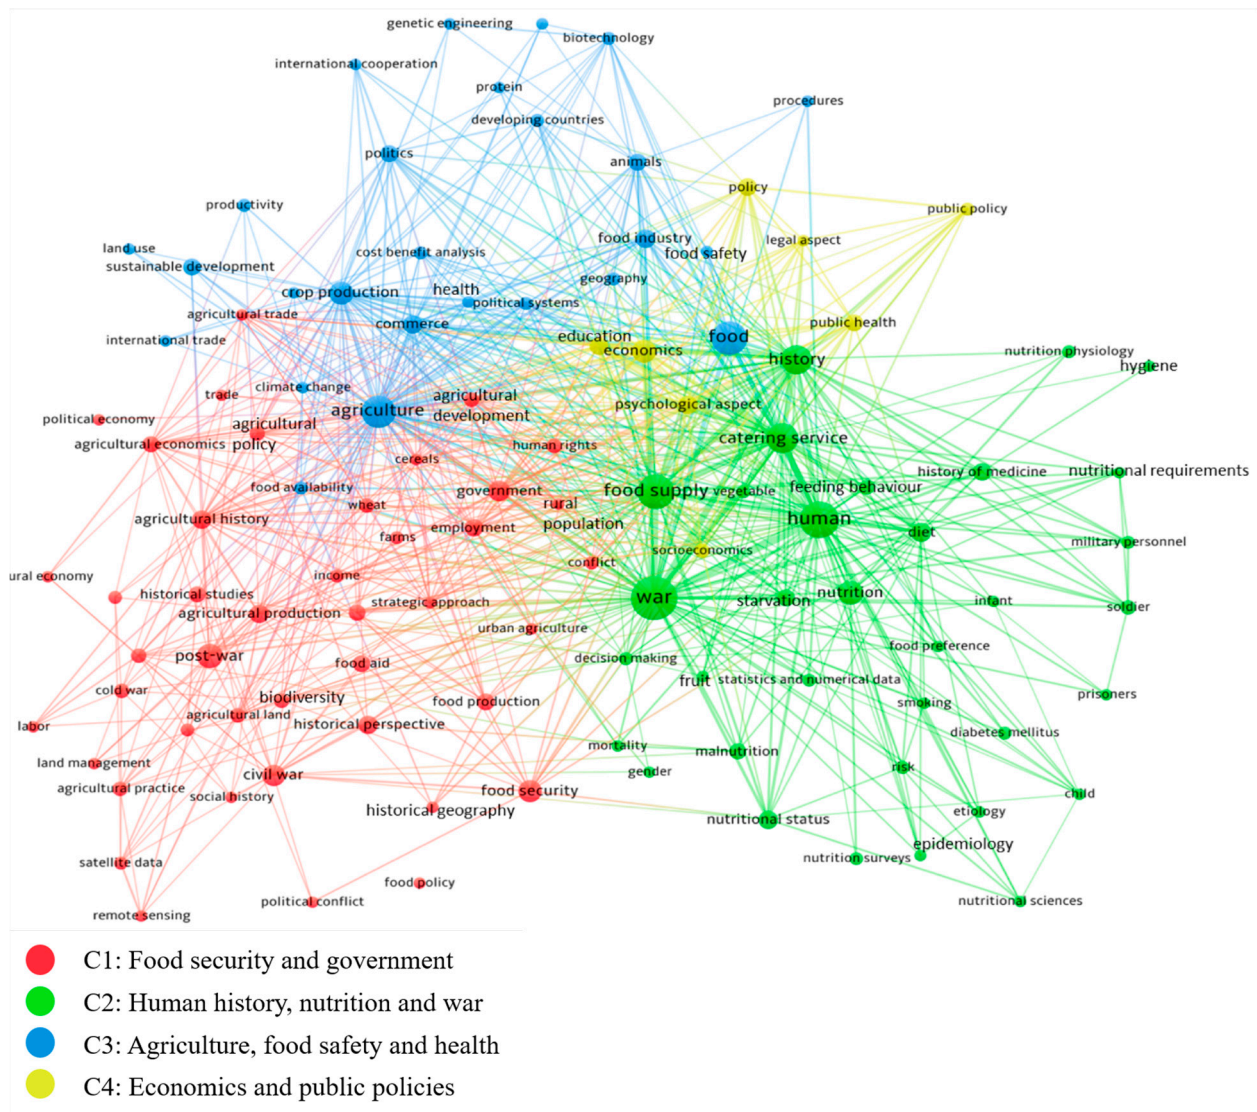 genetic engineering
biotechnology
international cooperation
protein
procedures
developing countries
politics
animals
policy
productivity
public policy
food industry
legal aspect
land use
cost benefit analysis
food safety
sustainable development
geography
health
crop production
political systems
agricultural trade
commerce
public health
education
food
international trade
economics
history
nutrition physiology
hygiene
climate change
trade
agricultural
development
psychological aspect
agriculture
political economy
agricultural
policy
catering service
agricultural economics
human rights
cereals
history of medicine
nutritional requirements
food availability
government
food supply
vegetable
feeding behaviour
wheat
rural
population
agricultural history
employment
human
diet
farms
military personnel
socioeconomics
conflict
ural economy
income
historical studies
war
starvation
nutrition
infant
soldier
strategic approach
agricultural production
urban agriculture
food preference
post-war
food aid
decision making
fruit
statistics and numerical data
cold war
biodiversity
food production
smoking
prisoners
agricultural land
labor
historical perspective
diabetes mellitus
mortality
malnutrition
land management
civil war
gender
risk
agricultural practice
social history
food security
child
historical geography
nutritional status
etiology
epidemiology
satellite data
nutrition surveys
food policy
political conflict
nutritional sciences
remote sensing
C1: Food security and government
C2: Human history, nutrition and war
C3: Agriculture, food safety and health
C4: Economics and public policies